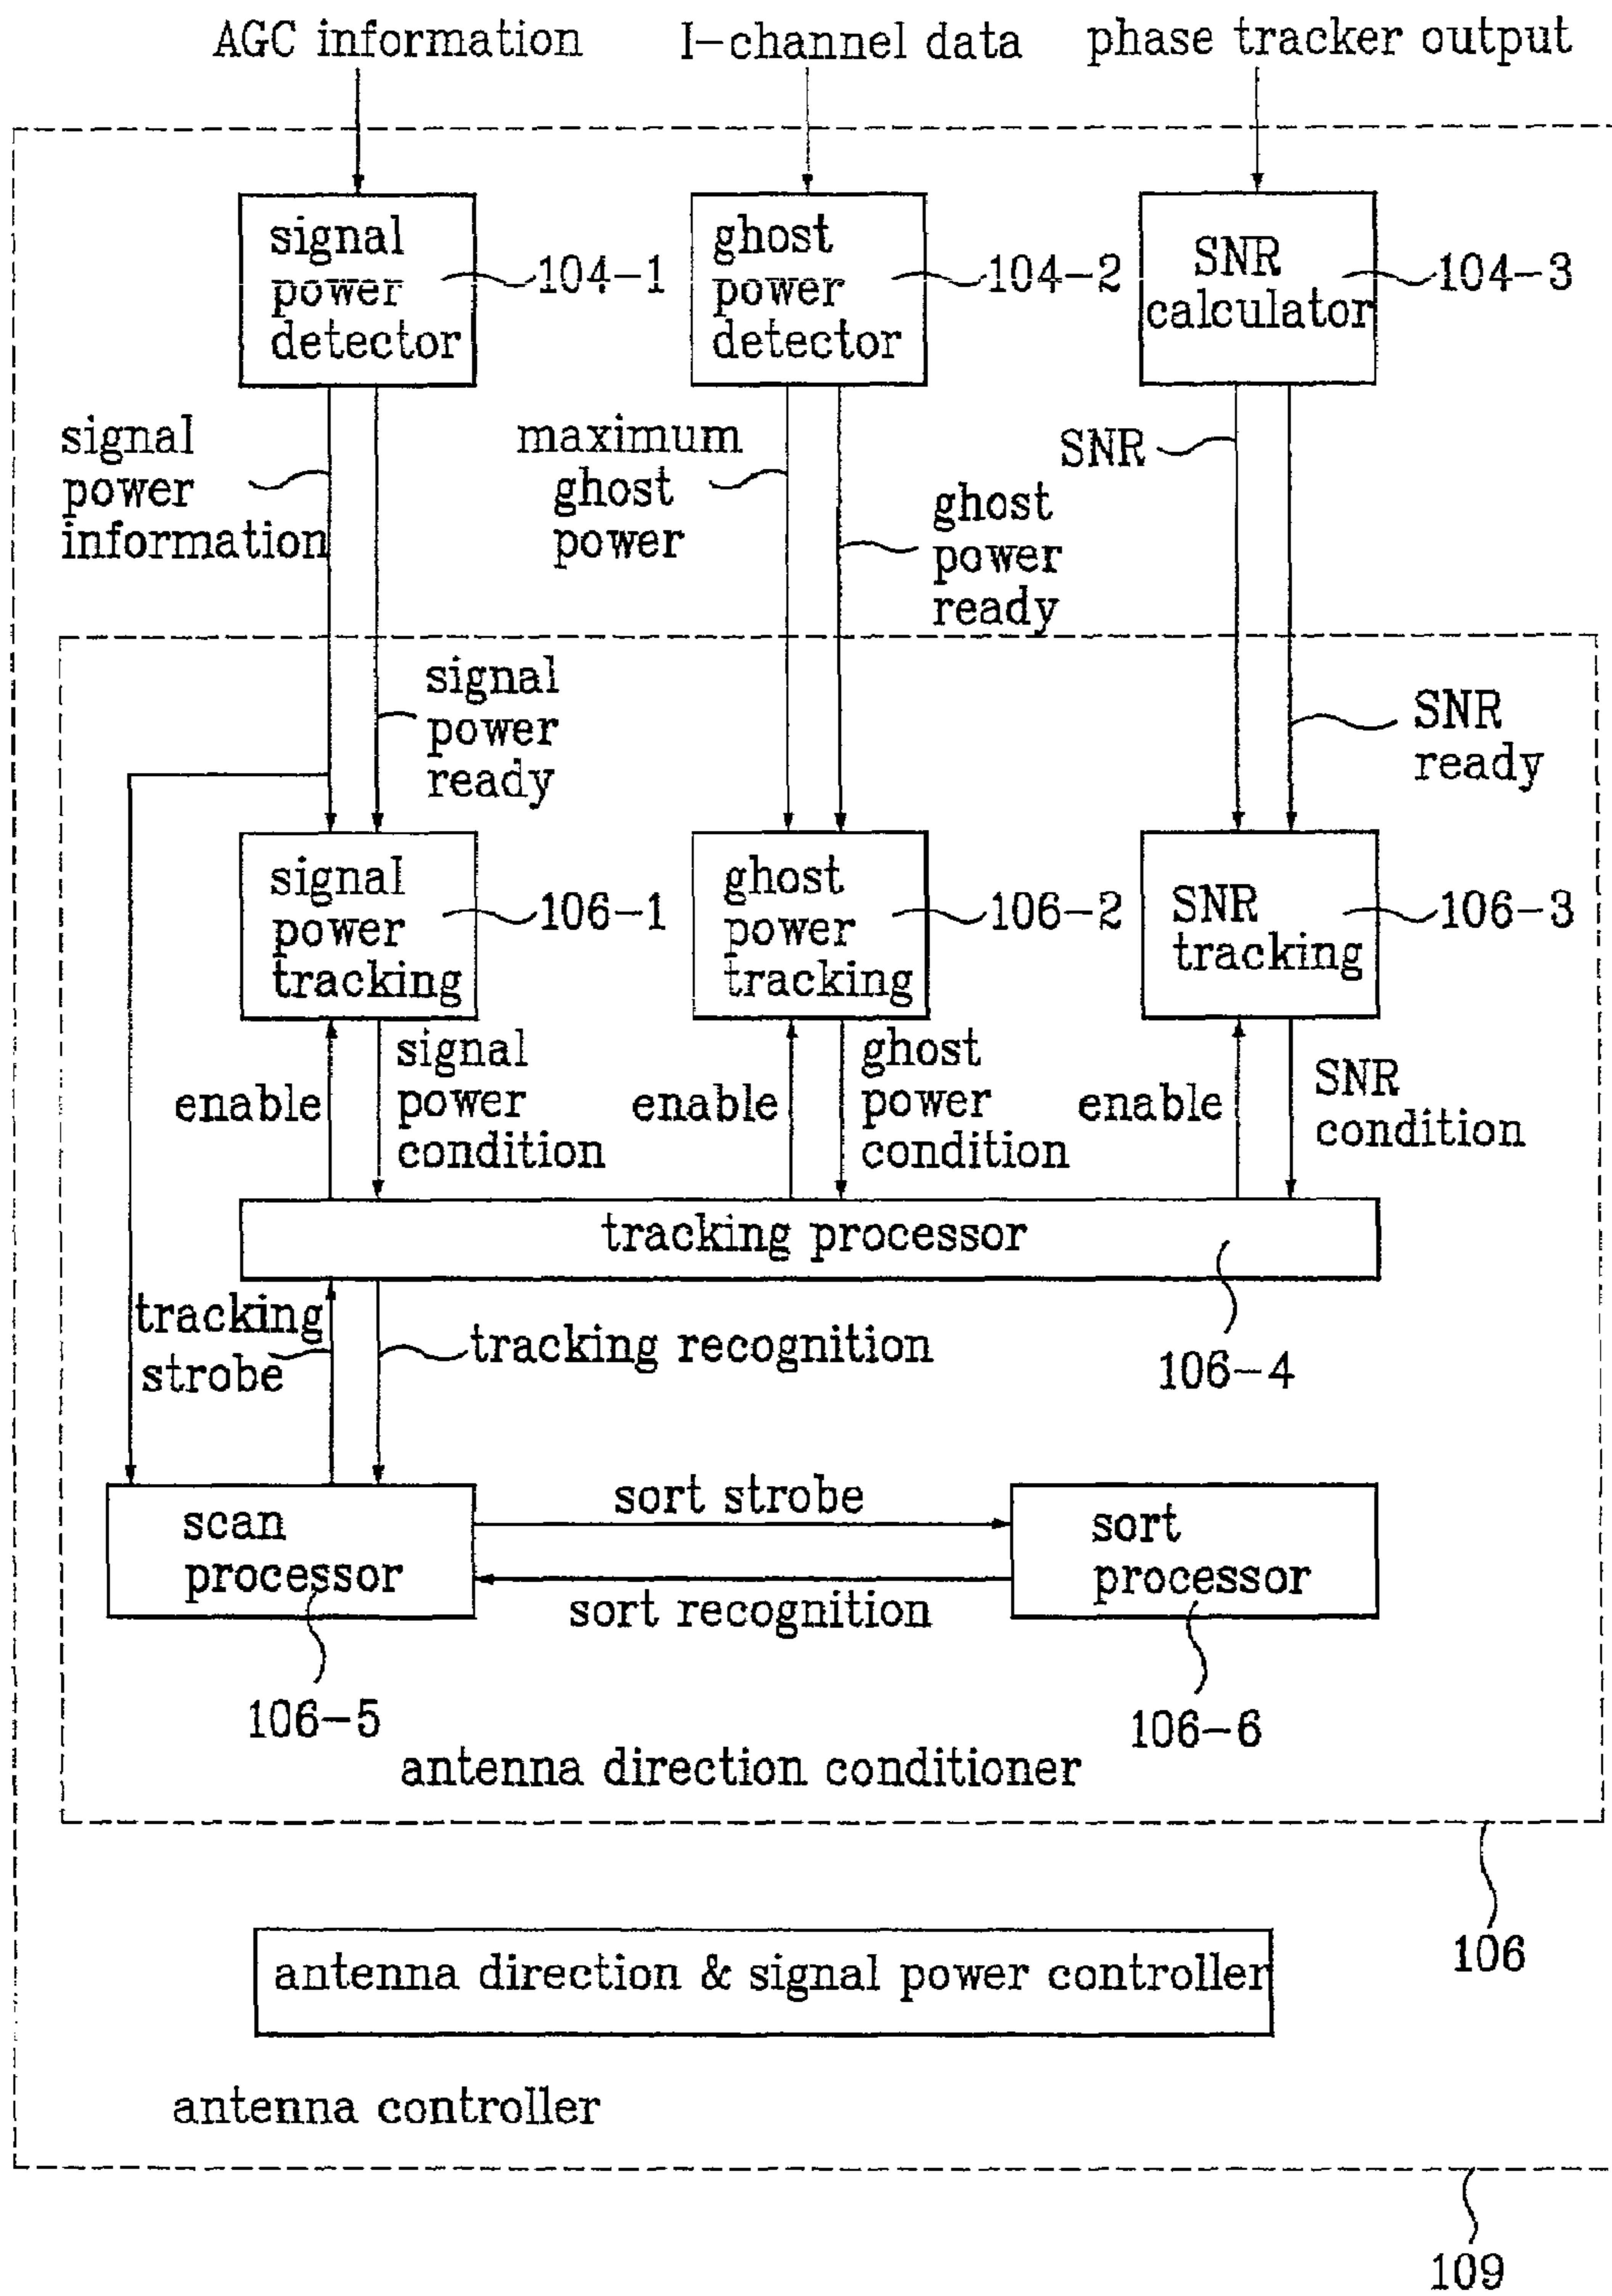 AGC information
I-channel data
phase tracker output
signal
power
detector
104-1
ghost
power
detector
104-2
SNR
calculator
104-3
signal
power
information
maximum
ghost
power
ghost
power
ready
SNR
signal
power
ready
SNR
ready
signal
power
tracking
106-1
ghost
power
tracking
106-2
SNR
tracking
106-3
enable
signal
power
condition
enable
ghost
power
condition
enable
SNR
condition
tracking processor
106-4
tracking
strobe
tracking recognition
scan
processor
106-5
sort strobe
sort recognition
sort
processor
106-6
antenna direction conditioner
106
antenna direction & signal power controller
antenna controller
109